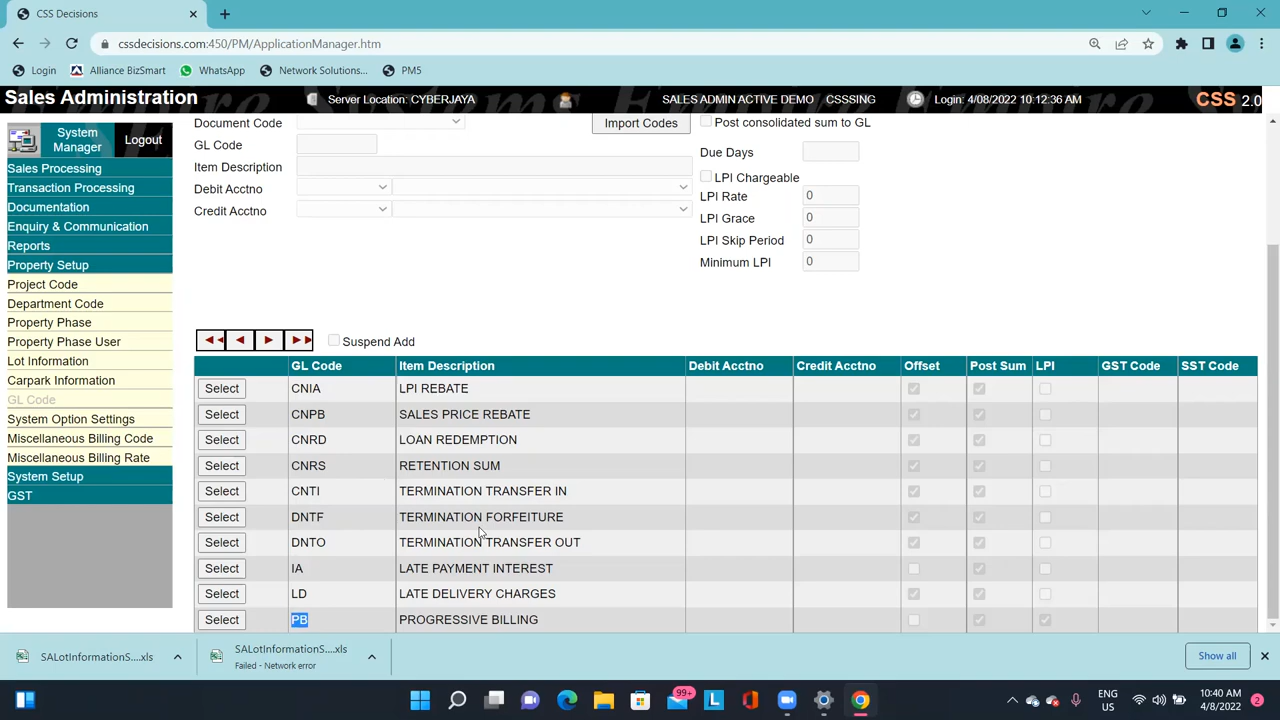 CSS Decisions
cssdecisions.com:450/PM/ApplicationManager.htm
Login
Alliance BizSmart
WhatsApp
Network Solutions...
PM5
Sales Administration
Server Location: CYBERJAYA
SALES ADMIN ACTIVE DEMO
CSSSING
Login: 4/08/2022 10:12:36 AM
CSS 2.0
System Manager
Logout
Sales Processing
Transaction Processing
Documentation
Enquiry & Communication
Reports
Property Setup
Project Code
Department Code
Property Phase
Property Phase User
Lot Information
Carpark Information
GL Code
System Option Settings
Miscellaneous Billing Code
Miscellaneous Billing Rate
System Setup
GST
Document Code
Import Codes
Post consolidated sum to GL
GL Code
Due Days
Item Description
LPI Chargeable
Debit Acctno
LPI Rate 0
Credit Acctno
LPI Grace 0
LPI Skip Period 0
Minimum LPI 0
Suspend Add
GL Code Item Description Debit Acctno Credit Acctno Offset Post Sum LPI GST Code SST Code
Select CNIA LPI REBATE
Select CNPB SALES PRICE REBATE
Select CNRD LOAN REDEMPTION
Select CNRS RETENTION SUM
Select CNTI TERMINATION TRANSFER IN
Select DNTF TERMINATION FORFEITURE
Select DNTO TERMINATION TRANSFER OUT
Select IA LATE PAYMENT INTEREST
Select LD LATE DELIVERY CHARGES
Select PB PROGRESSIVE BILLING
SALotInformationS....xls
SALotInformationS....xls
Failed - Network error
Show all
99+
ENG
US
10:40 AM
4/8/2022
2